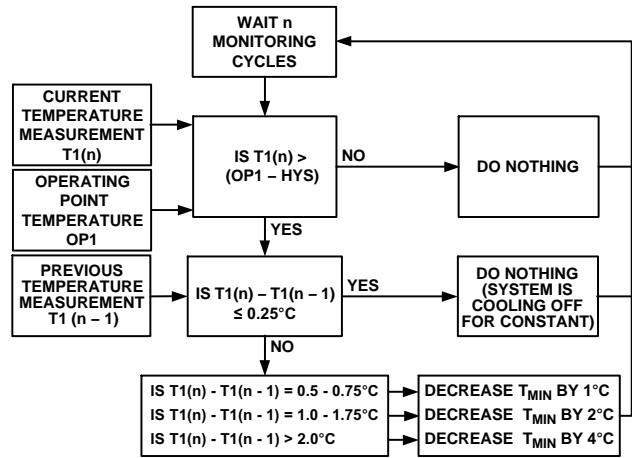 WAIT n
MONITORING
CYCLES
CURRENT
TEMPERATURE
MEASUREMENT
T1(n)
IS T1(n) >
(OP1 – HYS)
NO
DO NOTHING
OPERATING
POINT
TEMPERATURE
OP1
YES
PREVIOUS
TEMPERATURE
MEASUREMENT
T1 (n – 1)
IS T1(n) – T1(n – 1)
≤ 0.25°C
YES
DO NOTHING
(SYSTEM IS
COOLING OFF
FOR CONSTANT)
NO
IS T1(n) - T1(n - 1) = 0.5 - 0.75°C
DECREASE TMIN BY 1°C
IS T1(n) - T1(n - 1) = 1.0 - 1.75°C
DECREASE TMIN BY 2°C
IS T1(n) - T1(n - 1) > 2.0°C
DECREASE TMIN BY 4°C